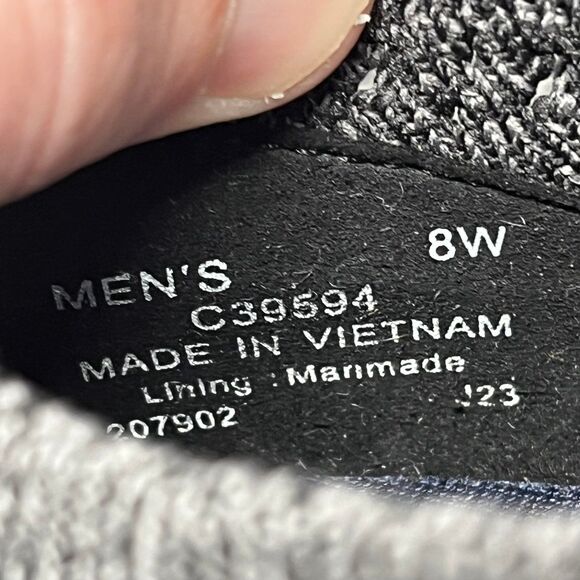 8W
MEN'S
C39594
MADE IN VIETNAM
Lining : Manmade
J23
207902